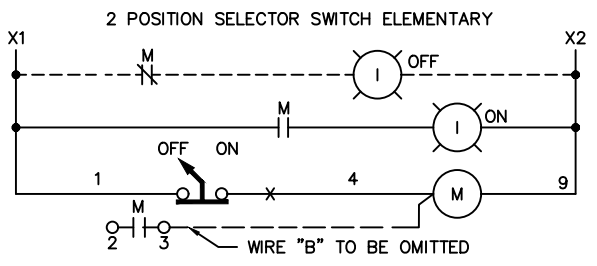 2 POSITION SELECTOR SWITCH ELEMENTARY
X1 X2
M I OFF
M I ON
OFF ON
1 4 M 9
M
2 3
WIRE "B" TO BE OMITTED